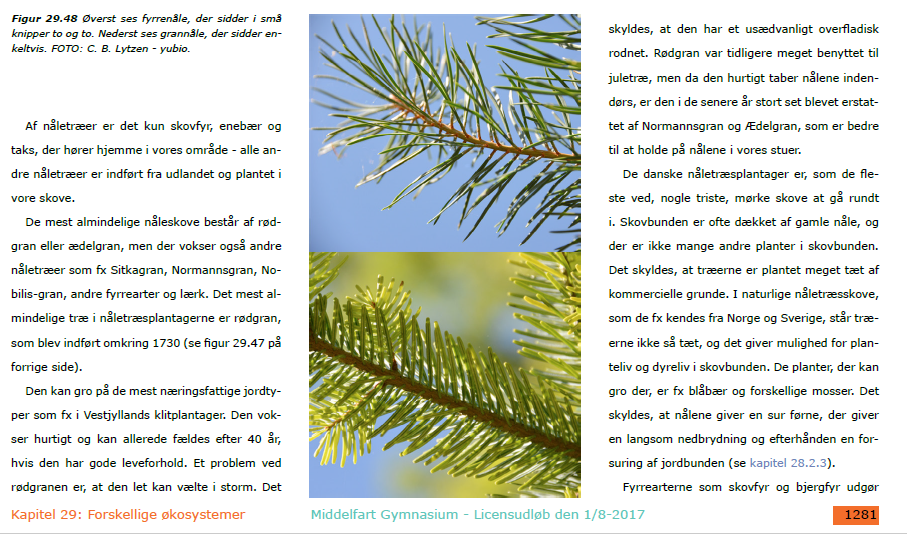 Figur 29.48 Øverst ses fyrrenåle, der sidder i små
knipper to og to. Nederst ses grannåle, der sidder en-
keltvis. FOTO: C. B. Lytzen - yubio.
Af nåletræer er det kun skovfyr, enebær og
taks, der hører hjemme i vores område - alle an-
dre nåletræer er indført fra udlandet og plantet i
vore skove.
De mest almindelige nåleskove består af rød-
gran eller ædelgran, men der vokser også andre
nåletræer som fx Sitkagran, Normannsgran, No-
bilis-gran, andre fyrrearter og lærk. Det mest al-
mindelige træ i nåletræsplantagerne er rødgran,
som blev indført omkring 1730 (se figur 29.47 på
forrige side).
Den kan gro på de mest næringsfattige jordty-
per som fx i Vestjyllands klitplantager. Den vok-
ser hurtigt og kan allerede fældes efter 40 år,
hvis den har gode leveforhold. Et problem ved
rødgranen er, at den let kan vælte i storm. Det
skyldes, at den har et usædvanligt overfladisk
rodnet. Rødgran var tidligere meget benyttet til
juletræ, men da den hurtigt taber nålene inden-
dørs, er den i de senere år stort set blevet erstat-
tet af Normannsgran og Ædelgran, som er bedre
til at holde på nålene i vores stuer.
De danske nåletræsplantager er, som de fle-
ste ved, nogle triste, mørke skove at gå rundt
i. Skovbunden er ofte dækket af gamle nåle, og
der er ikke mange andre planter i skovbunden.
Det skyldes, at træerne er plantet meget tæt af
kommercielle grunde. I naturlige nåletræsskove,
som de fx kendes fra Norge og Sverige, står træ-
erne ikke så tæt, og det giver mulighed for plan-
teliv og dyreliv i skovbunden. De planter, der kan
gro der, er fx blåbær og forskellige mosser. Det
skyldes, at nålene giver en sur førne, der giver
en langsom nedbrydning og efterhånden en for-
suring af jordbunden (se kapitel 28.2.3).
Fyrrearterne som skovfyr og bjergfyr udgør
Kapitel 29: Forskellige økosystemer
Middelfart Gymnasium - Licensudløb den 1/8-2017
1281